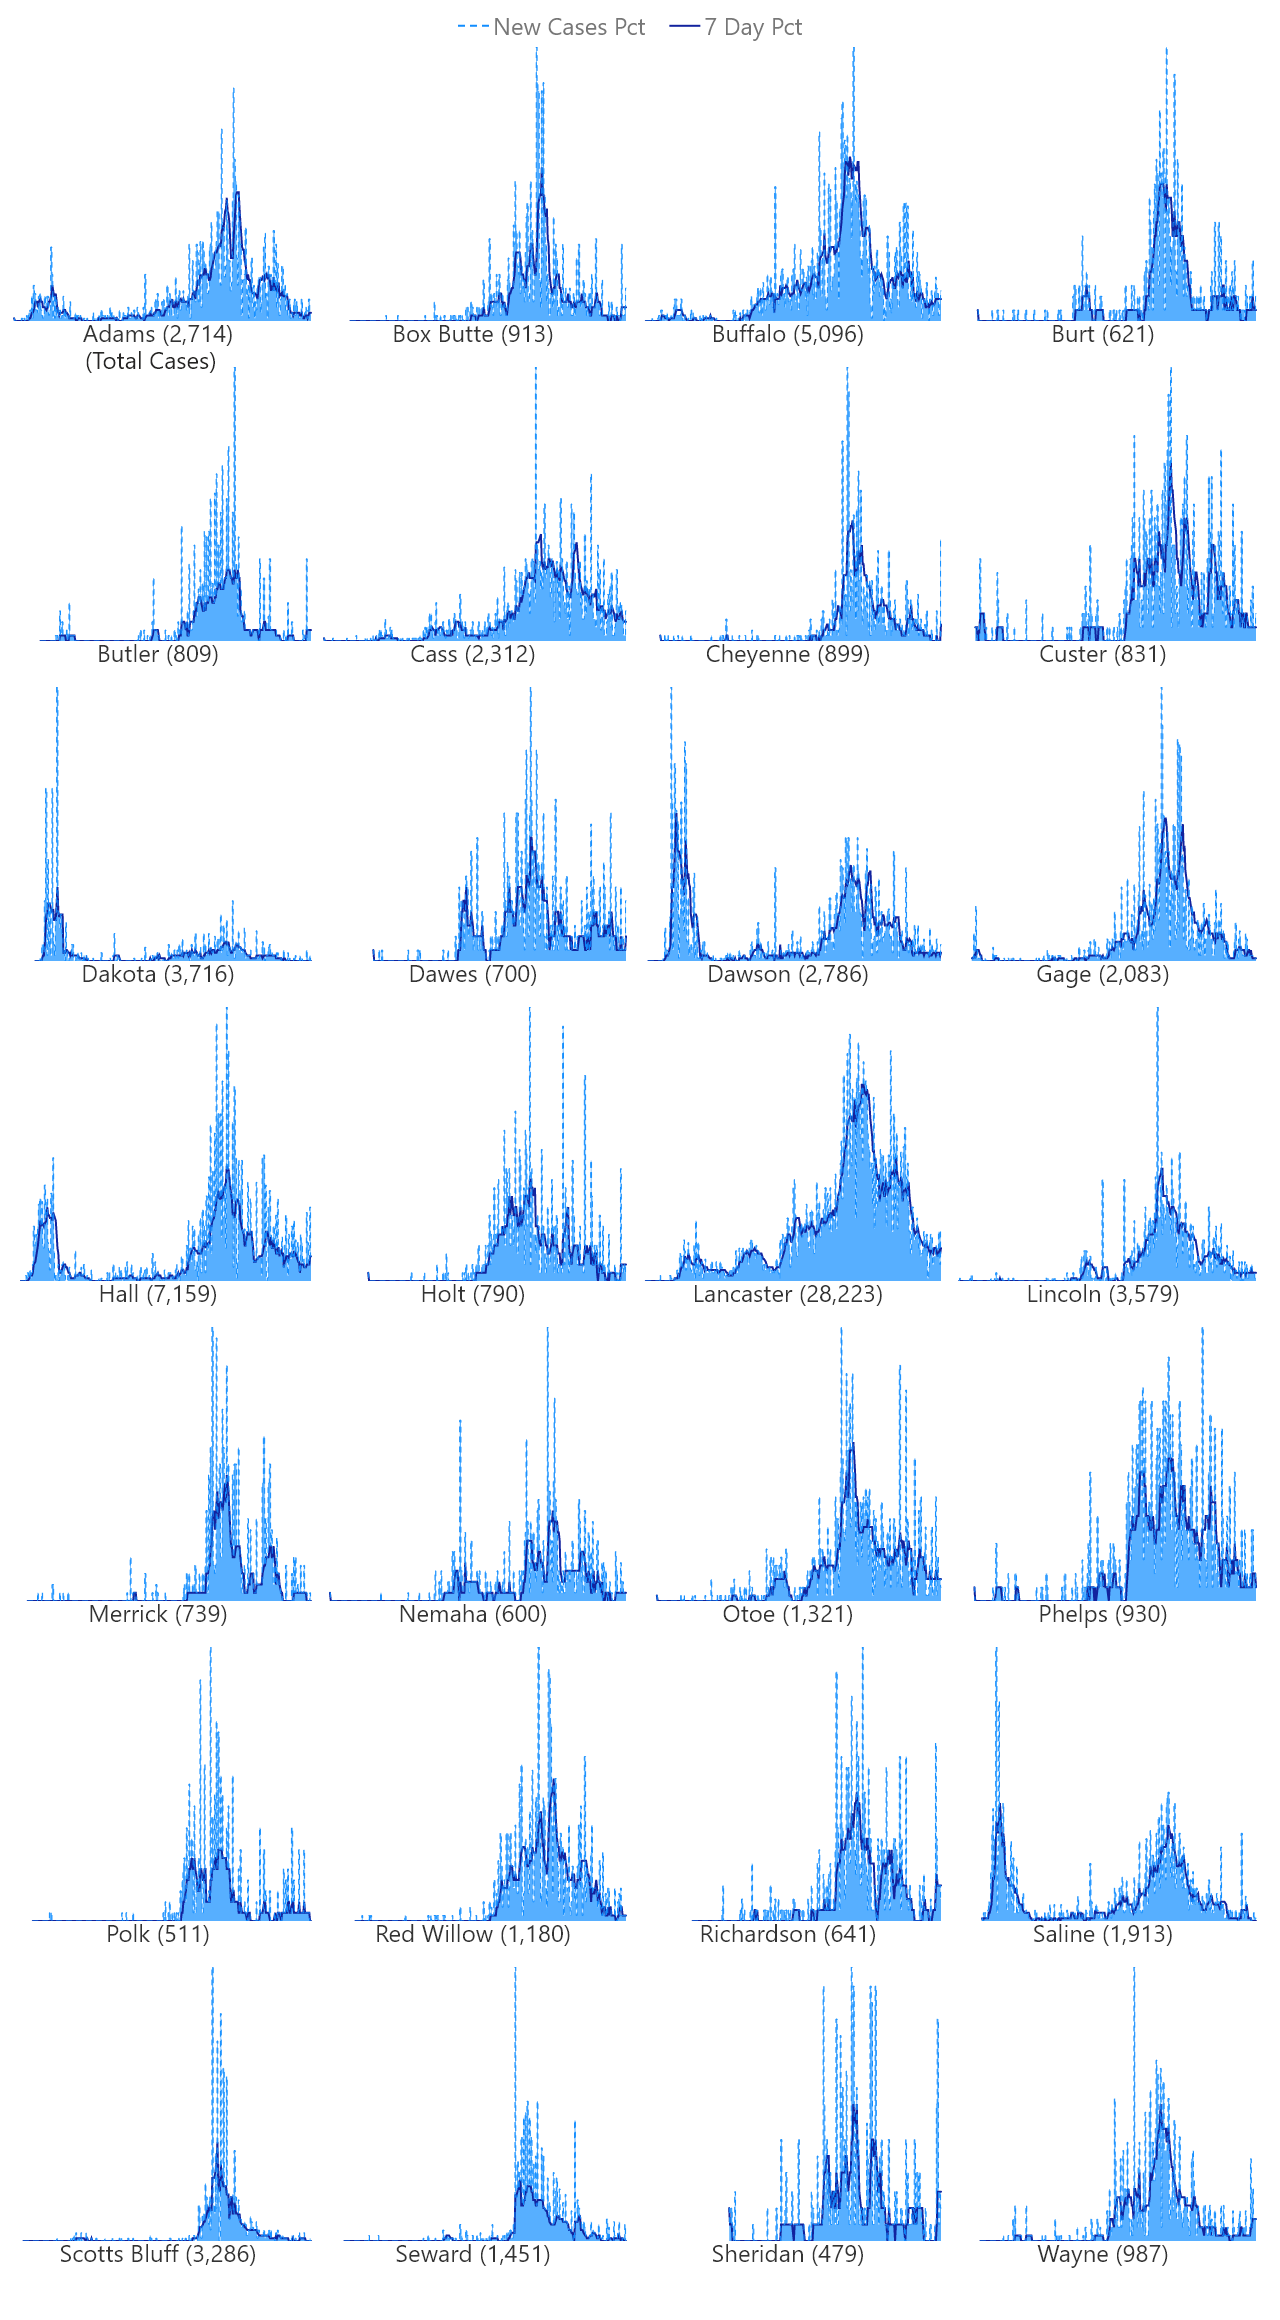 New Cases Pct 7 Day Pct
Adams (2,714) Box Butte (913) Buffalo (5,096) Burt (621)
(Total Cases)
Butler (809) Cass (2,312) Cheyenne (899) Custer (831)
Dakota (3,716) Dawes (700) Dawson (2,786) Gage (2,083)
Hall (7,159) Holt (790) Lancaster (28,223) Lincoln (3,579)
Merrick (739) Nemaha (600) Otoe (1,321) Phelps (930)
Polk (511) Red Willow (1,180) Richardson (641) Saline (1,913)
Scotts Bluff (3,286) Seward (1,451) Sheridan (479) Wayne (987)